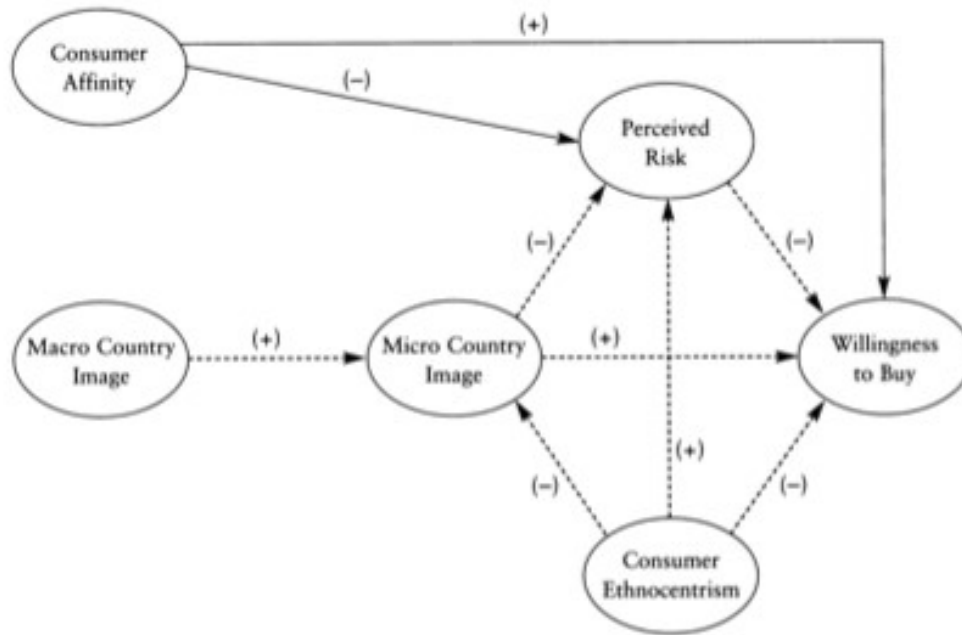 (+)
Consumer
Affinity
(–)
Perceived
Risk
(–)
(–)
Macro Country
Image
(+)
Micro Country
Image
(+)
Willingness
to Buy
(+)
(–)
(–)
Consumer
Ethnocentrism